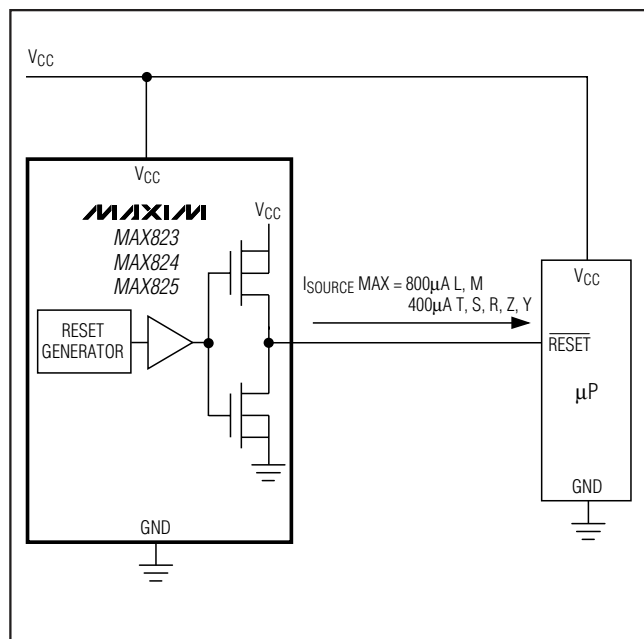 VCC
VCC
MAXIM
MAX823
MAX824
MAX825
VCC
RESET
GENERATOR
GND
ISOURCE MAX = 800µA L, M
400µA T, S, R, Z, Y
VCC
RESET
µP
GND